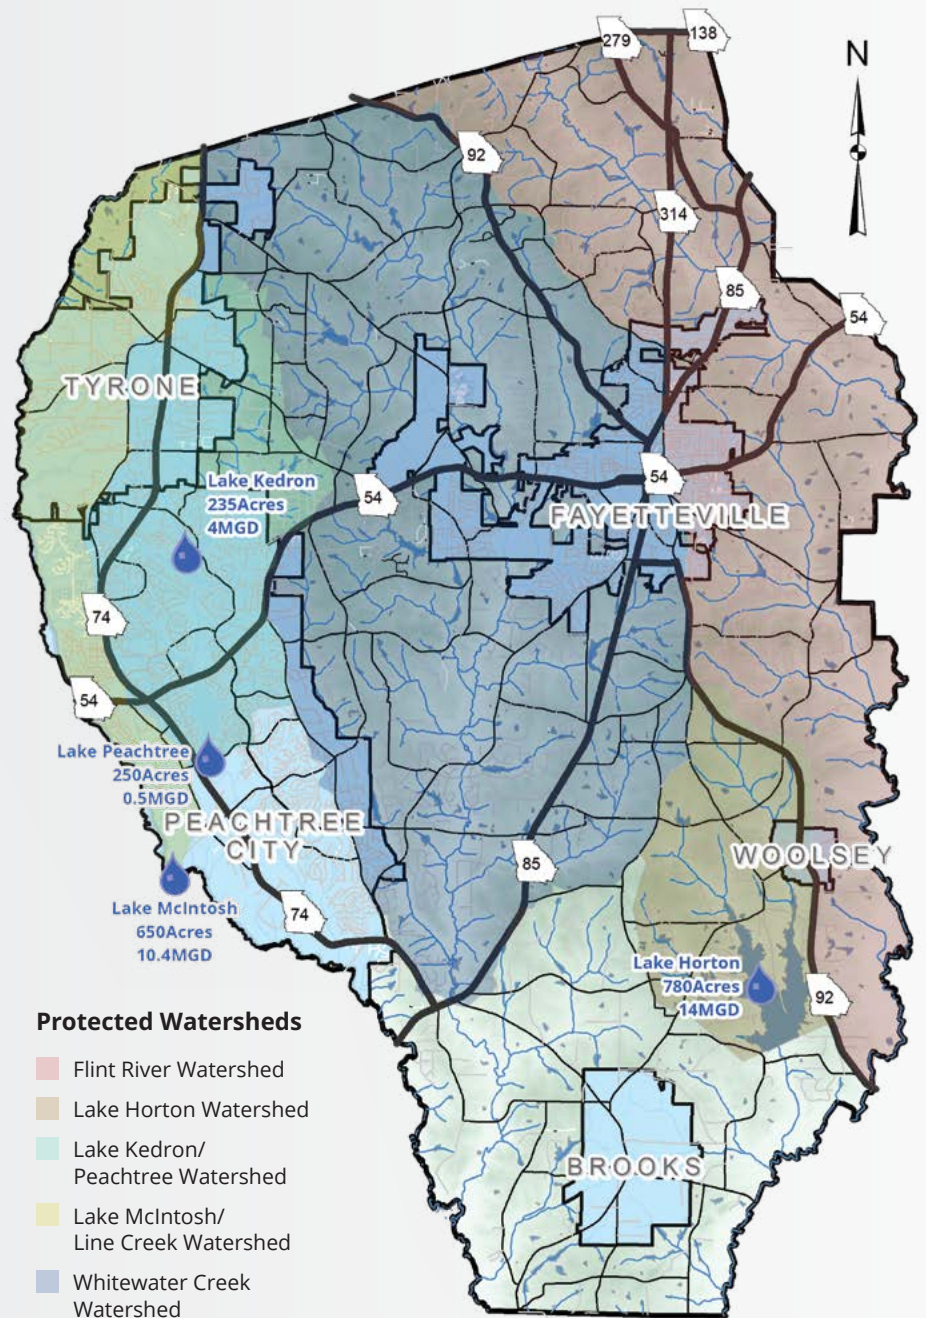 279
138
N
92
314
85
54
TYRONE
Lake Kedron
235Acres
4MGD
54
54
FAYETTEVILLE
74
54
Lake Peachtree
250Acres
0.5MGD
PEACHTREE
CITY
85
WOOLSEY
Lake McIntosh
650Acres
10.4MGD
74
Lake Horton
780Acres
14MGD
92
BROOKS
Protected Watersheds
Flint River Watershed
Lake Horton Watershed
Lake Kedron/
Peachtree Watershed
Lake McIntosh/
Line Creek Watershed
Whitewater Creek
Watershed